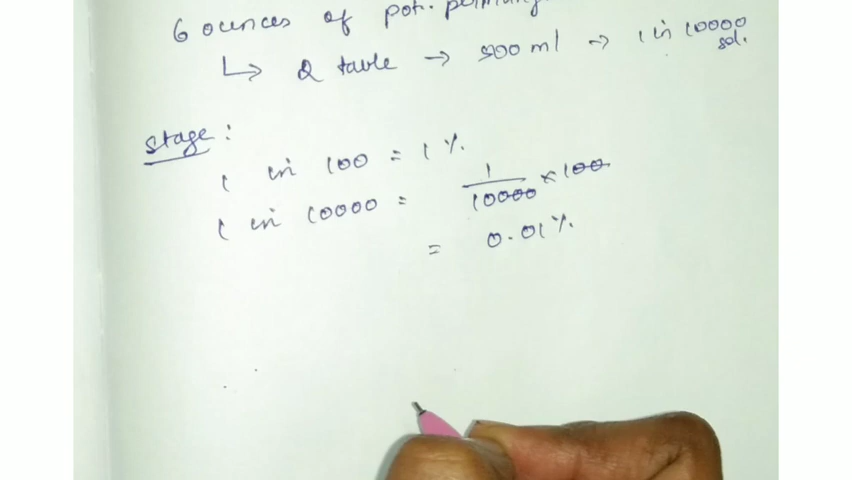 6 ounces of pot.
↳ 2 table → 500 ml → 1 in 10000
sol.
Stage :
1 in 100 = 1 %.
1 in 10000 = 1/10000 × 100
= 0.01 %.